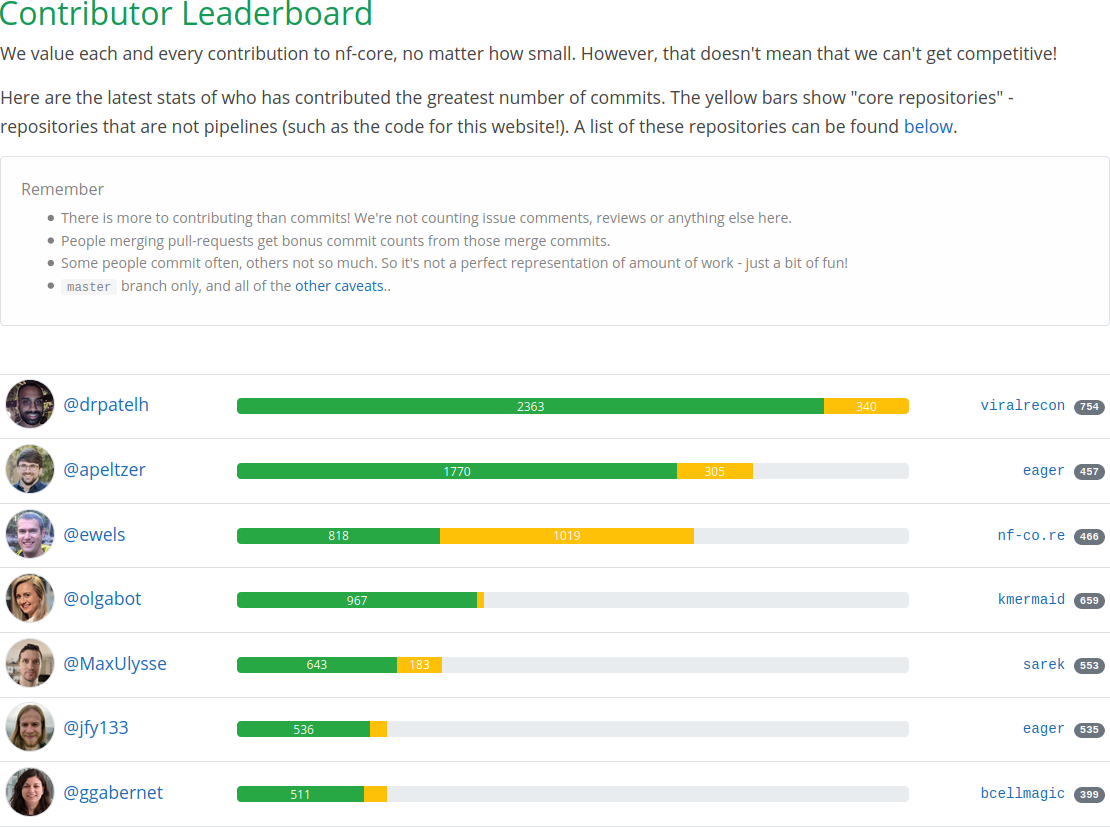 Contributor Leaderboard
We value each and every contribution to nf-core, no matter how small. However, that doesn't mean that we can't get competitive!
Here are the latest stats of who has contributed the greatest number of commits. The yellow bars show "core repositories" -
repositories that are not pipelines (such as the code for this website!). A list of these repositories can be found below.
Remember
There is more to contributing than commits! We're not counting issue comments, reviews or anything else here.
People merging pull-requests get bonus commit counts from those merge commits.
Some people commit often, others not so much. So it's not a perfect representation of amount of work - just a bit of fun!
master branch only, and all of the other caveats..
@drpatelh 2363 340 viralrecon 754
@apeltzer 1770 305 eager 457
@ewels 818 1019 nf-co.re 466
@olgabot 967 kmermaid 659
@MaxUlysse 643 183 sarek 553
@jfy133 536 eager 535
@ggabernet 511 bcellmagic 399